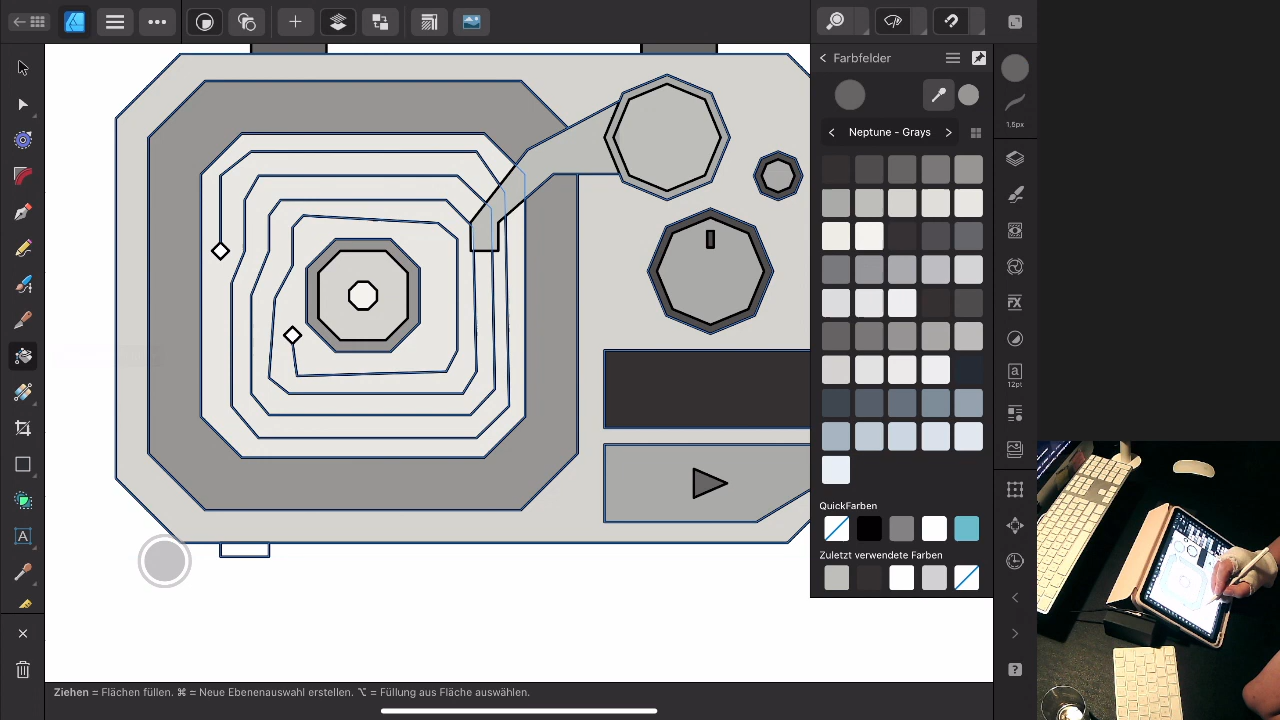 Farbfelder
1,5px
Neptune - Grays
FX
a
12pt
QuickFarben
Zuletzt verwendete Farben
A
?
Ziehen = Flächen füllen. ⌘ = Neue Ebenenauswahl erstellen. ⌥ = Füllung aus Fläche auswählen.